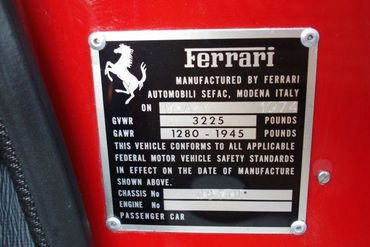 Ferrari
MANUFACTURED BY FERRARI
AUTOMOBILI SEFAC, MODENA ITALY
ON 1974
GVWR 3225 POUNDS
GAWR 1280 - 1945 POUNDS
THIS VEHICLE CONFORMS TO ALL APPLICABLE
FEDERAL MOTOR VEHICLE SAFETY STANDARDS
IN EFFECT ON THE DATE OF MANUFACTURE
SHOWN ABOVE.
CHASSIS No
ENGINE No
PASSENGER CAR